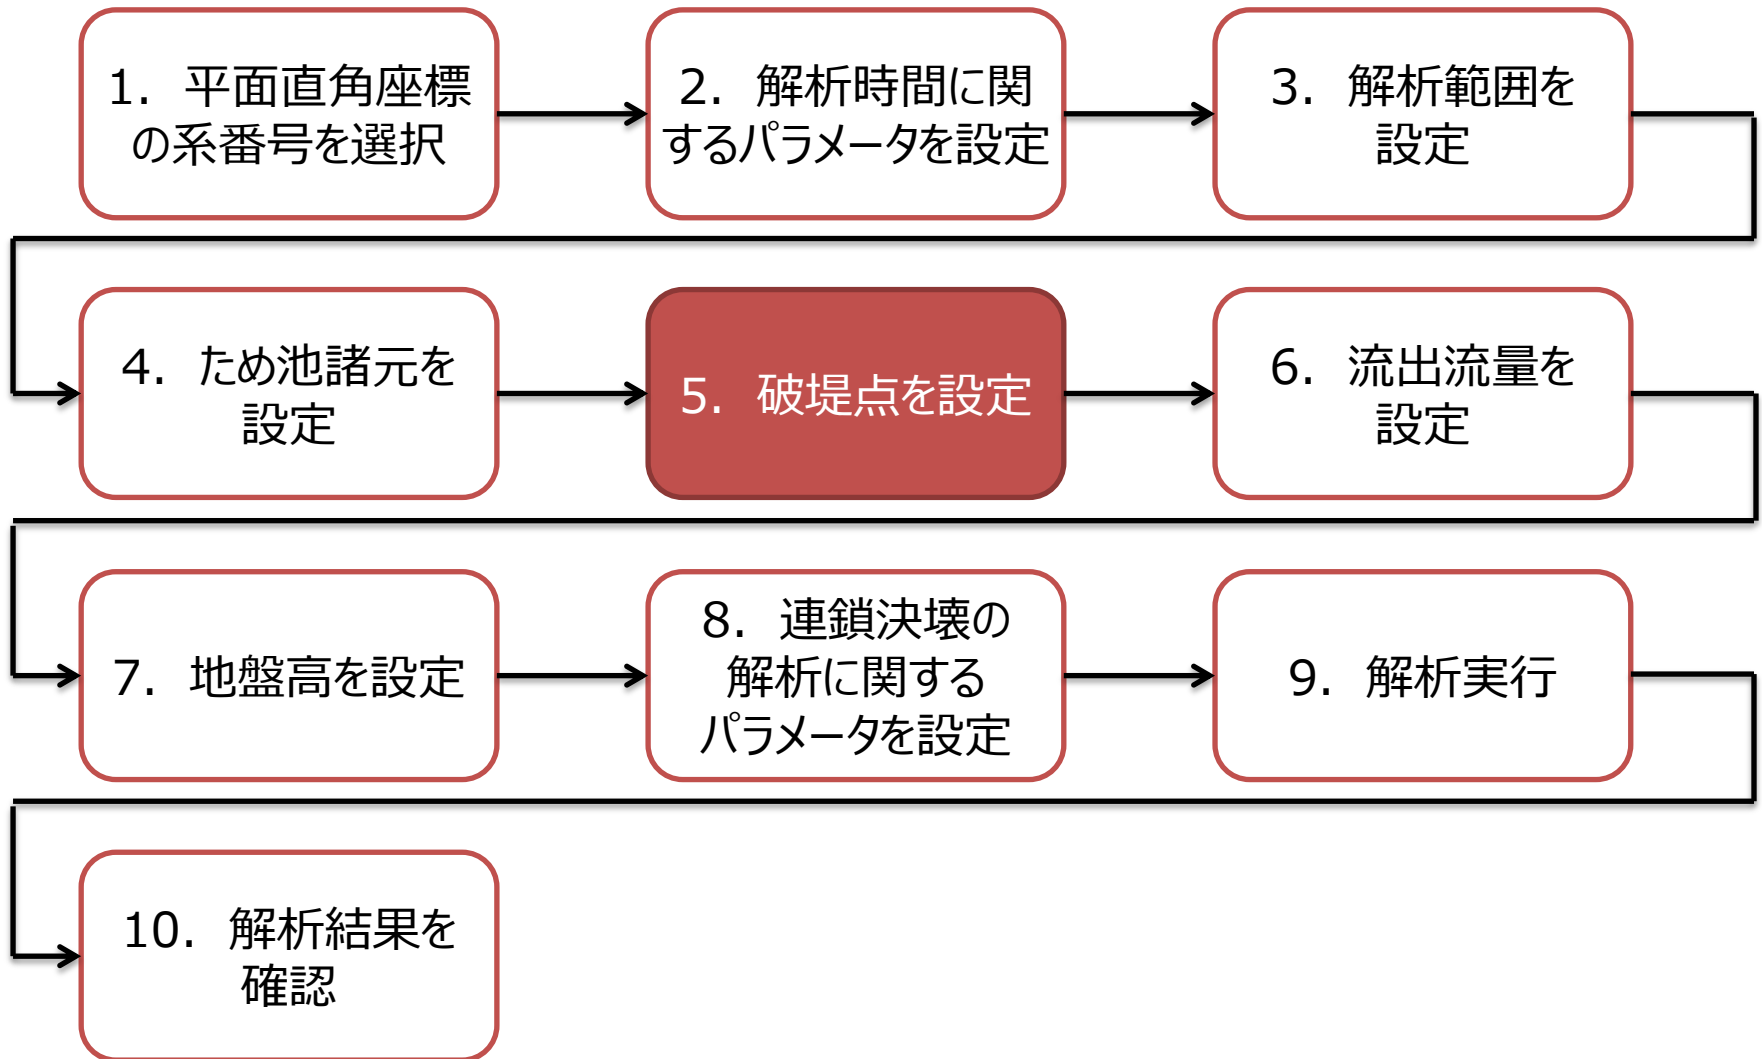 1. 平面直角座標
の系番号を選択
2. 解析時間に関
するパラメータを設定
3. 解析範囲を
設定
4. ため池諸元を
設定
5. 破堤点を設定
6. 流出流量を
設定
7. 地盤高を設定
8. 連鎖決壊の
解析に関する
パラメータを設定
9. 解析実行
10. 解析結果を
確認